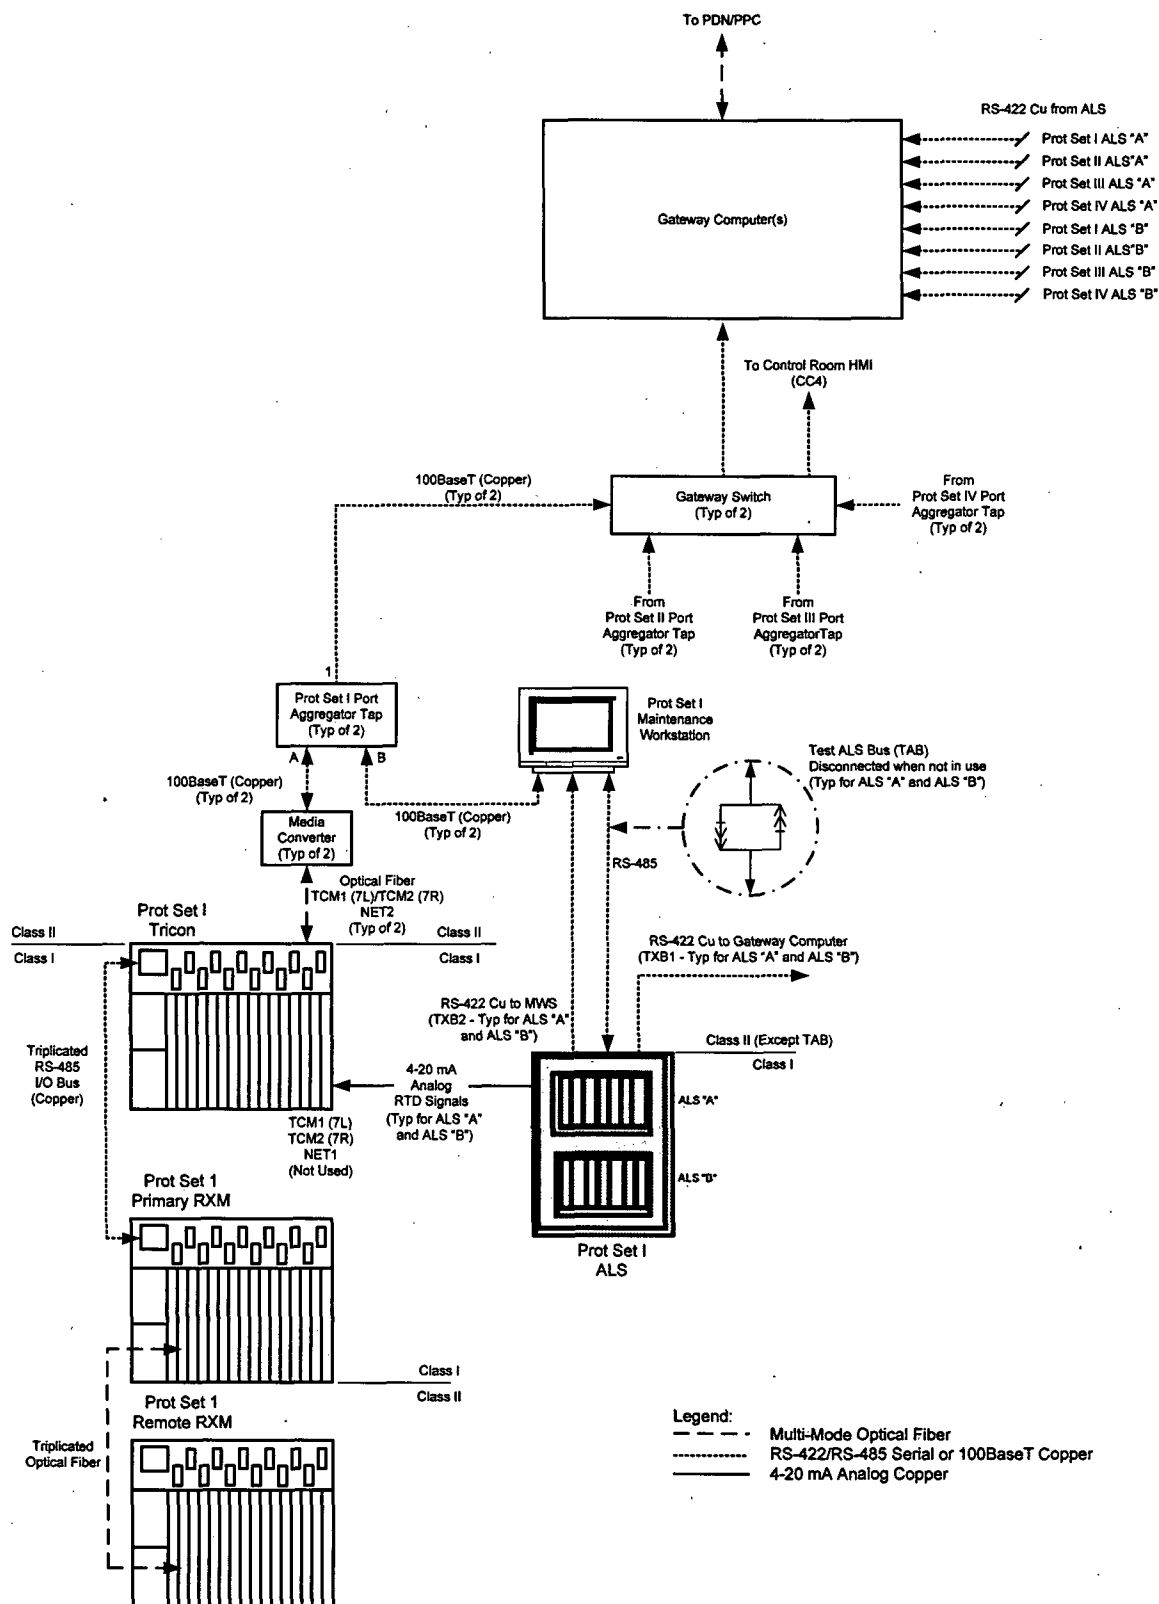 To PDN/PPC
RS-422 Cu from ALS
Prot Set I ALS "A"
Prot Set II ALS"A"
Prot Set III ALS "A"
Prot Set IV ALS "A"
Prot Set I ALS "B"
Prot Set II ALS"B"
Prot Set III ALS "B"
Prot Set IV ALS "B"
Gateway Computer(s)
To Control Room HMI
(CC4)
100BaseT (Copper)
(Typ of 2)
Gateway Switch
(Typ of 2)
From
Prot Set IV Port
Aggregator Tap
(Typ of 2)
From
Prot Set II Port
Aggregator Tap
(Typ of 2)
From
Prot Set III Port
AggregatorTap
(Typ of 2)
1
Prot Set I Port
Aggregator Tap
(Typ of 2)
A
B
Prot Set I
Maintenance
Workstation
Test ALS Bus (TAB)
Disconnected when not in use
(Typ for ALS "A" and ALS "B")
100BaseT (Copper)
(Typ of 2)
100BaseT (Copper)
(Typ of 2)
Media
Converter
(Typ of 2)
RS-485
Optical Fiber
TCM1 (7L)/TCM2 (7R)
NET2
(Typ of 2)
Prot Set I
Tricon
Class II
Class I
Class II
Class I
RS-422 Cu to Gateway Computer
(TXB1 - Typ for ALS "A" and ALS "B")
RS-422 Cu to MWS
(TXB2 - Typ for ALS "A"
and ALS "B")
Class II (Except TAB)
Class I
Triplicated
RS-485
I/O Bus
(Copper)
4-20 mA
Analog
RTD Signals
(Typ for ALS "A"
and ALS "B")
ALS "A"
ALS "B"
TCM1 (7L)
TCM2 (7R)
NET1
(Not Used)
Prot Set 1
Primary RXM
Prot Set I
ALS
Class I
Class II
Prot Set 1
Remote RXM
Triplicated
Optical Fiber
Legend:
Multi-Mode Optical Fiber
RS-422/RS-485 Serial or 100BaseT Copper
4-20 mA Analog Copper